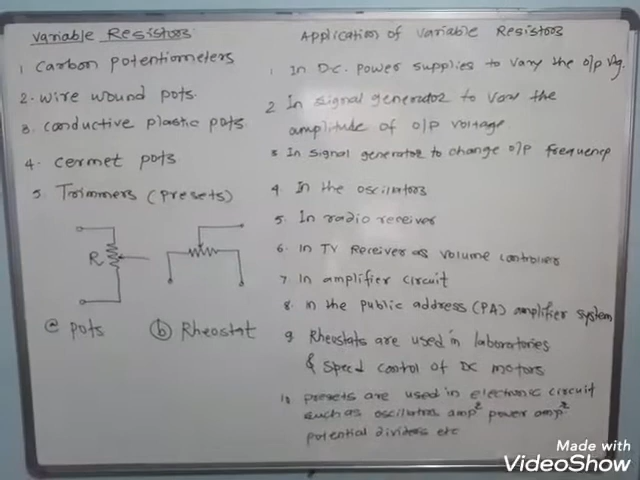 Variable Resistors
1. Carbon potentiometers
2. Wire wound pots.
3. Conductive plastic pots.
4. Cermet pots
5. Trimmers (presets)
R
(a) pots
(b) Rheostat
Application of Variable Resistors
1. In D.C. power supplies to vary the o/p Vg.
2 In signal generator to vary the
amplitude of o/p voltage
3 In signal generator to change o/p frequency
4. In the oscillators
5. In radio receiver
6. In TV Receiver as volume controller
7. In amplifier circuit
8. In the public address (PA) amplifier system
9 Rheostats are used in laboratories
& speed control of DC motors
10 presets are used in electronic circuit
such as oscillators amp^r power amp^r
potential dividers etc
Made with
VideoShow